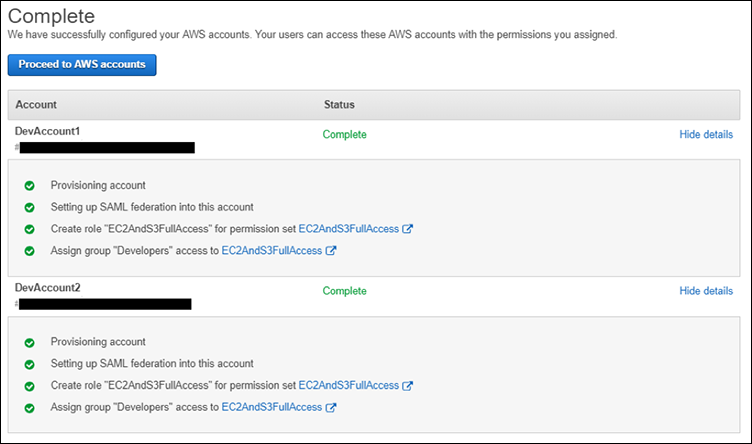 Complete
We have successfully configured your AWS accounts. Your users can access these AWS accounts with the permissions you assigned.
Proceed to AWS accounts
Account Status
DevAccount1 Complete Hide details
#
Provisioning account
Setting up SAML federation into this account
Create role "EC2AndS3FullAccess" for permission set EC2AndS3FullAccess
Assign group "Developers" access to EC2AndS3FullAccess
DevAccount2 Complete Hide details
#
Provisioning account
Setting up SAML federation into this account
Create role "EC2AndS3FullAccess" for permission set EC2AndS3FullAccess
Assign group "Developers" access to EC2AndS3FullAccess